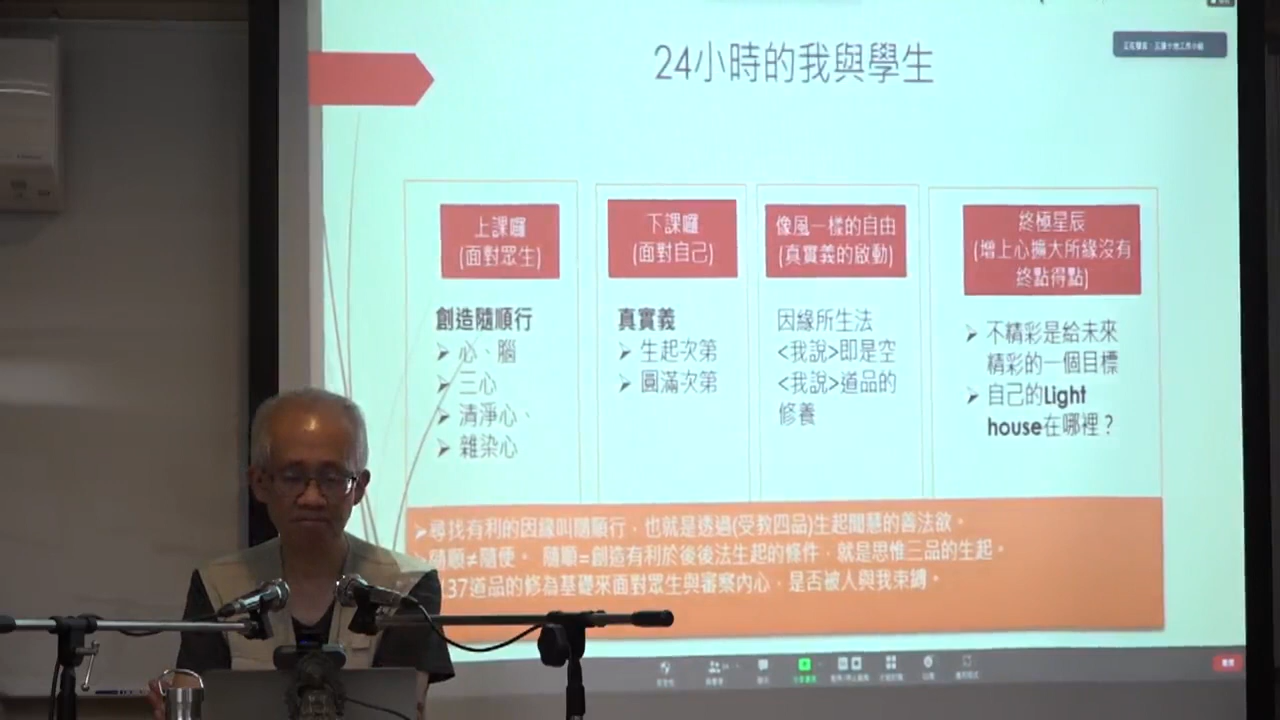 24小時的我與學生
上課囉
(面對眾生)
創造隨順行
心、腦
三心
清淨心、
雜染心
下課囉
(面對自己)
真實義
生起次第
圓滿次第
像風一樣的自由
(真實義的啟動)
因緣所生法
<我說>即是空
<我說>道品的
修養
終極星辰
(增上心擴大所緣沒有
終點得點)
不精彩是給未來
精彩的一個目標
自己的Light
house在哪裡？
尋找有利的因緣叫隨順行，也就是透過(受教四品)生起聞慧的善法欲。
隨順≠隨便。 隨順=創造有利於後後法生起的條件，就是思惟三品的生起。
37道品的修為基礎來面對眾生與審察內心，是否被人與我束縛。